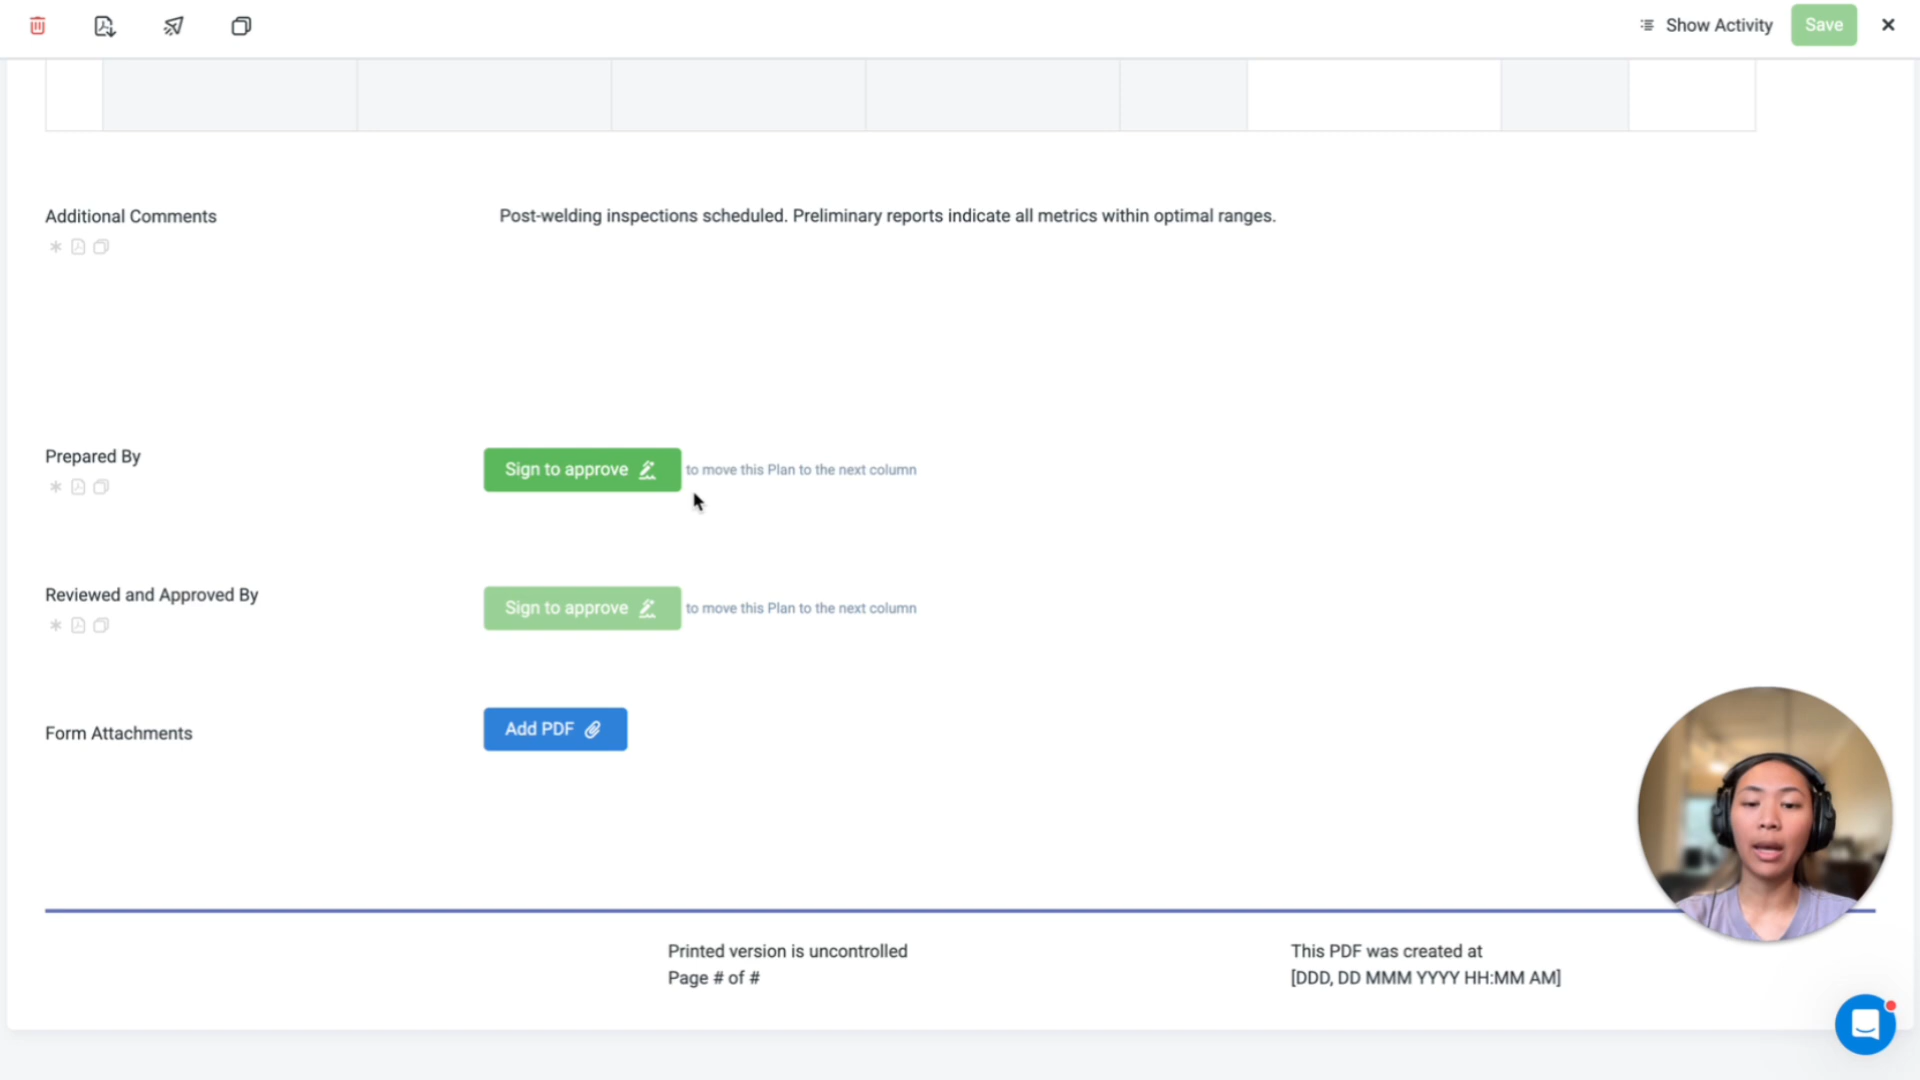 Show Activity
Save
Additional Comments
Post-welding inspections scheduled. Preliminary reports indicate all metrics within optimal ranges.
Prepared By
Sign to approve
to move this Plan to the next column
Reviewed and Approved By
Sign to approve
to move this Plan to the next column
Form Attachments
Add PDF
Printed version is uncontrolled
Page # of #
This PDF was created at
[DDD, DD MMM YYYY HH:MM AM]